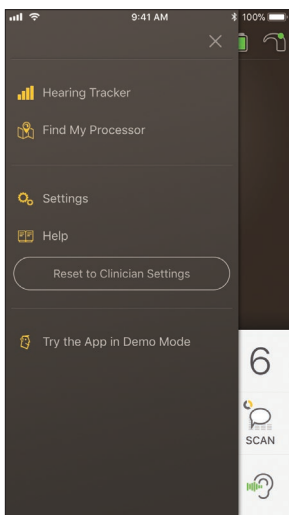 9:41 AM
100%
Hearing Tracker
Find My Processor
Settings
Help
Reset to Clinician Settings
Try the App in Demo Mode
6
SCAN